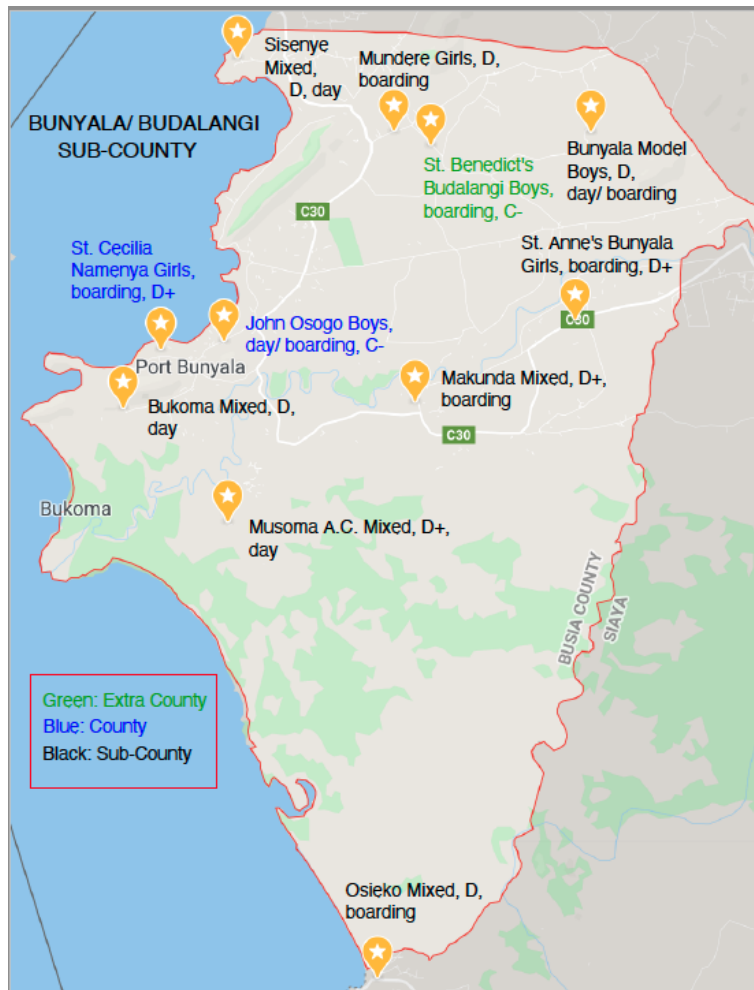 Sisenye
Mixed,
D, day
Mundere Girls, D,
boarding
BUNYALA/ BUDALANGI
SUB-COUNTY
St. Benedict's
Budalangi Boys,
boarding, C-
Bunyala Model
Boys, D,
day/ boarding
C30
St. Cecilia
Namenya Girls,
boarding, D+
St. Anne's Bunyala
Girls, boarding, D+
C30
John Osogo Boys,
day/ boarding, C-
Port Bunyala
Makunda Mixed, D+,
boarding
Bukoma Mixed, D,
day
C30
Bukoma
Musoma A.C. Mixed, D+,
day
BUSIA COUNTY
SIAYA
Green: Extra County
Blue: County
Black: Sub-County
Osieko Mixed, D,
boarding